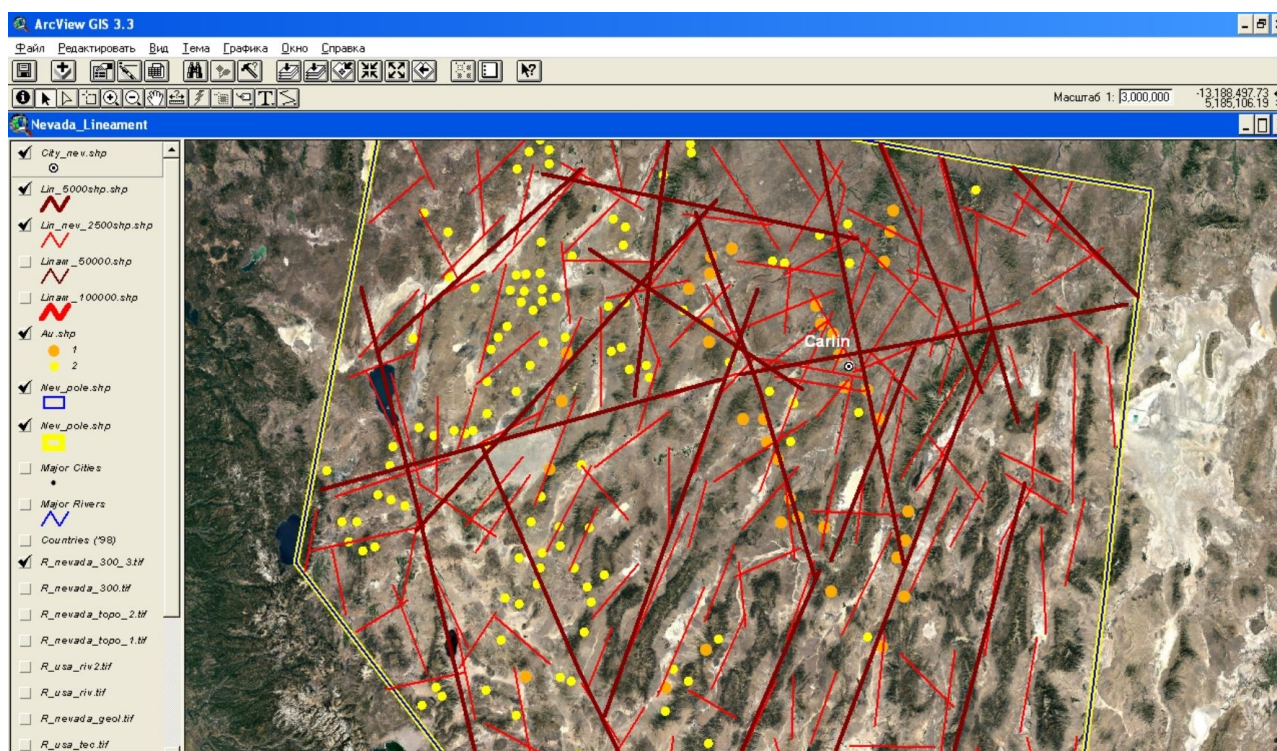 ArcView GIS 3.3
Файл Редактировать Вид Тема Графика Окно Справка
Масштаб 1: 3,000,000
-13,188,497.73
5,185,106.19
Nevada_Lineament
City_nev.shp
Lin_5000shp.shp
Lin_nev_2500shp.shp
Linam_50000.shp
Linam_100000.shp
Au.shp
1
2
Nev_pole.shp
Nev_pole.shp
Major Cities
Major Rivers
Countries ('98)
R_nevada_300_3.tif
R_nevada_300.tif
R_nevada_topo_2.tif
R_nevada_topo_1.tif
R_usa_riv2.tif
R_usa_riv.tif
R_nevada_geol.tif
R_usa_tec.tif
Carlin